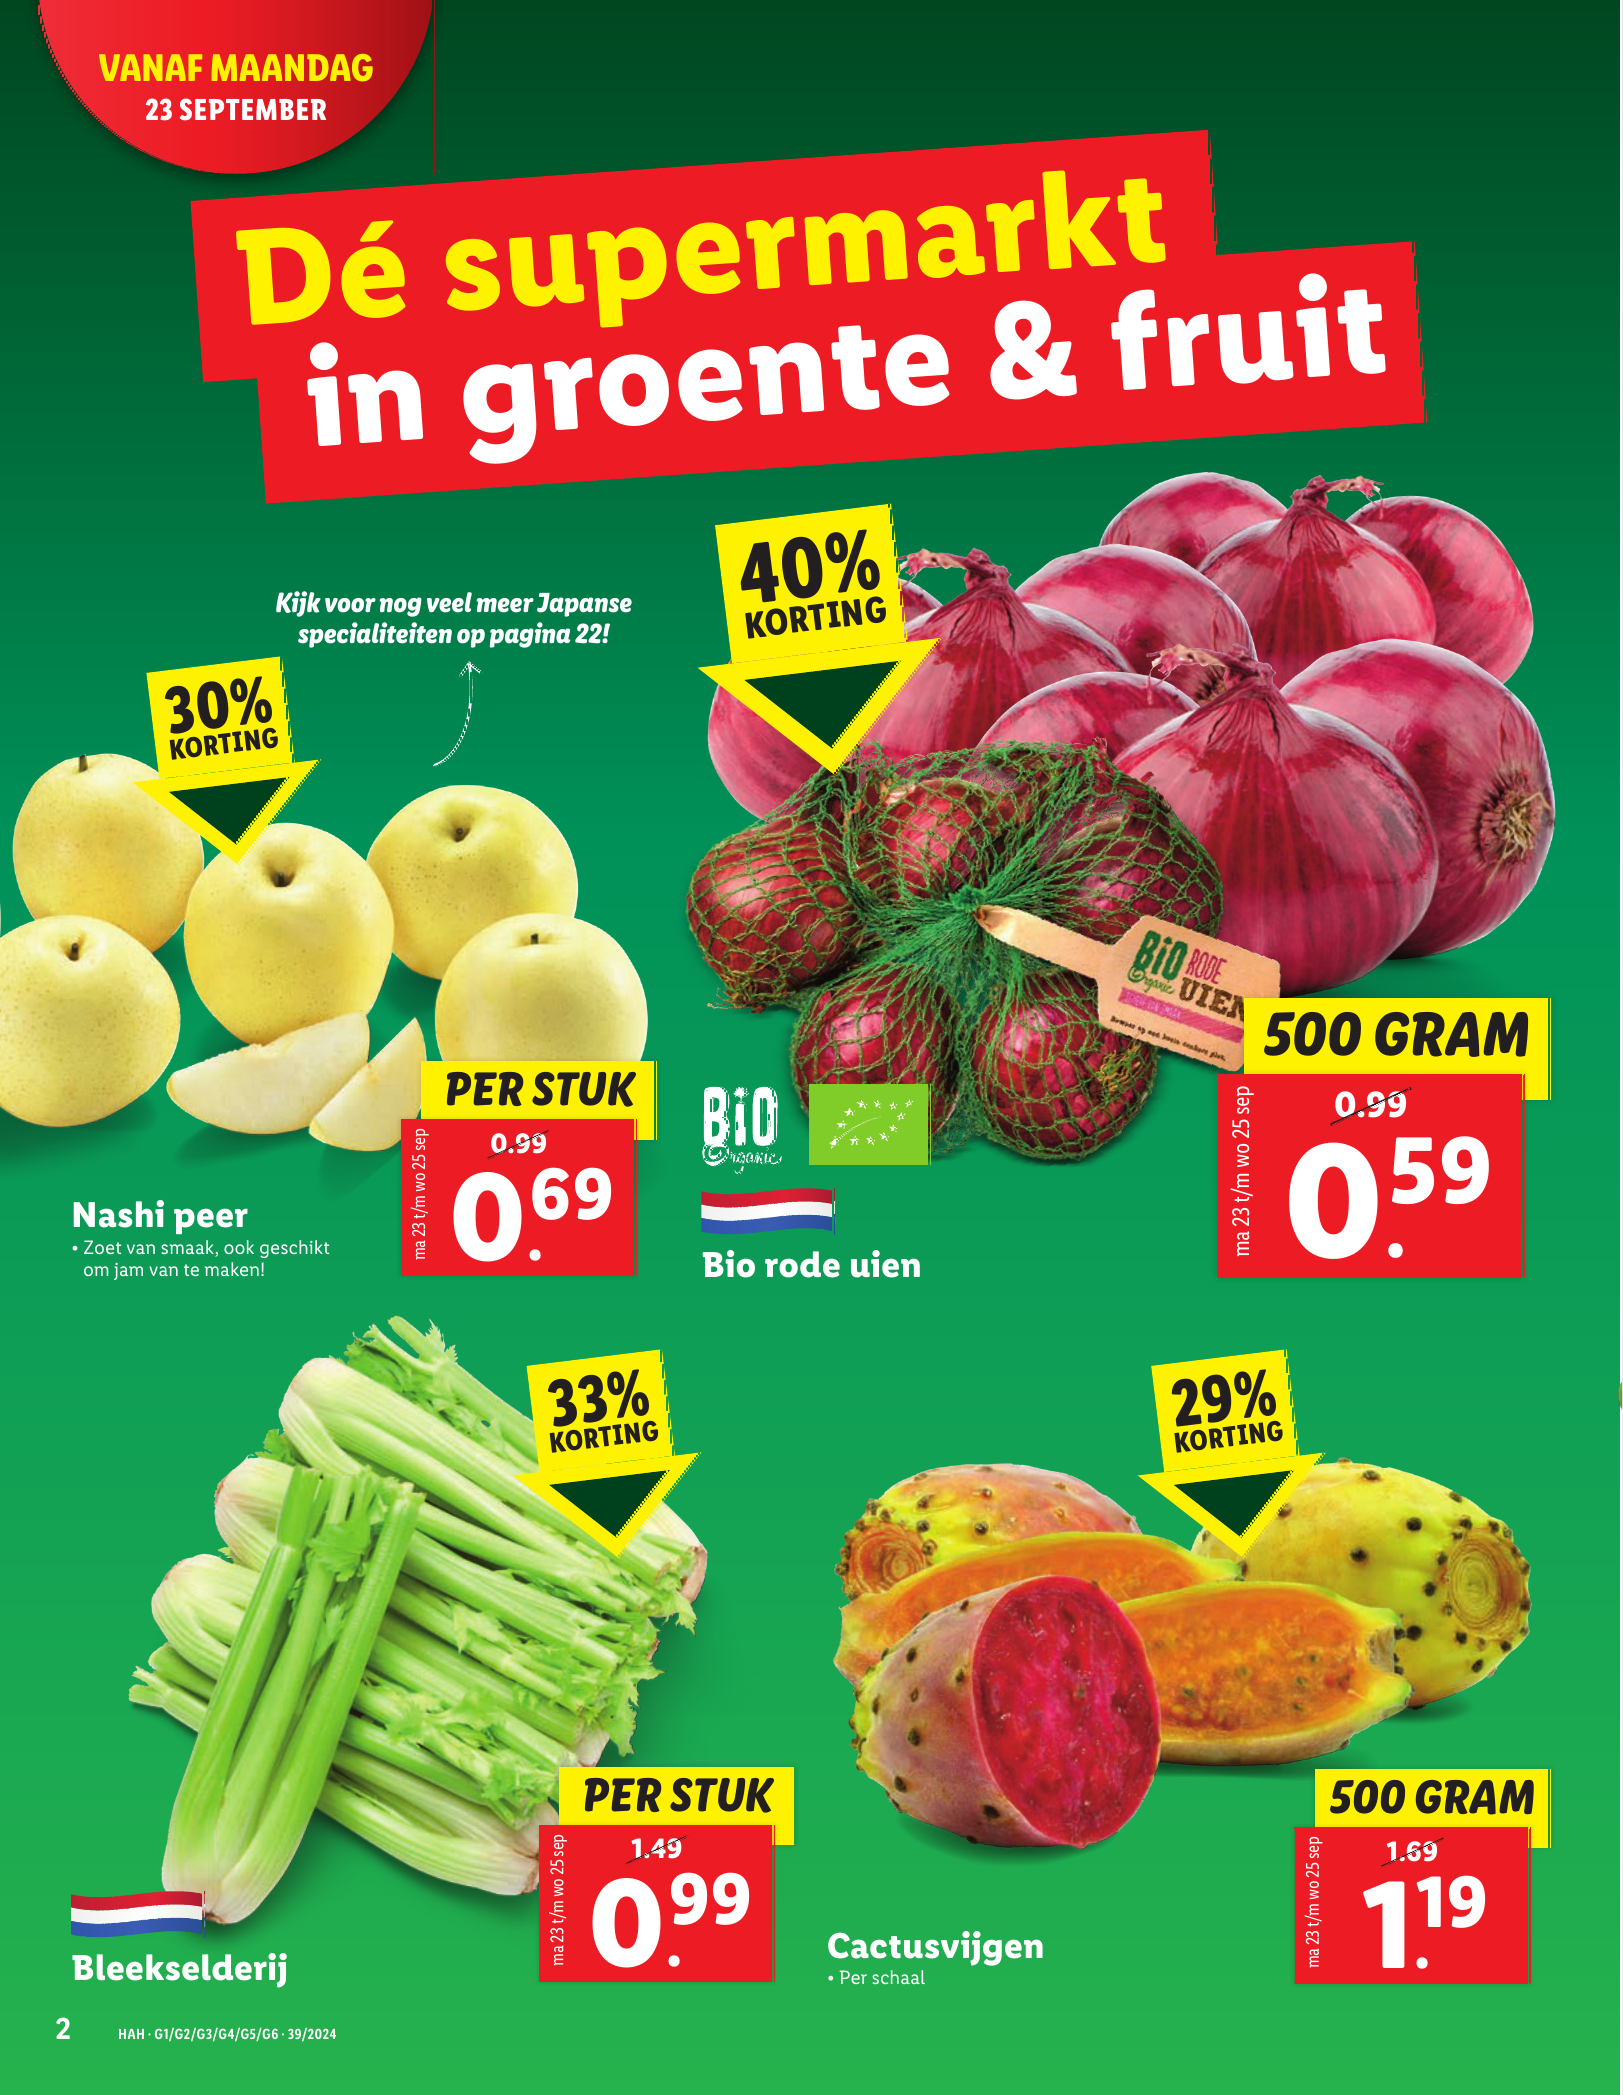 VANAF MAANDAG
23 SEPTEMBER
Dé supermarkt
in groente & fruit
Kijk voor nog veel meer Japanse
specialiteiten op pagina 22!
30%
KORTING
PER STUK
ma 23 t/m wo 25 sep
0.99
0.69
Nashi peer
• Zoet van smaak, ook geschikt
om jam van te maken!
40%
KORTING
BiO
Organic
RODE
UIEN
500 GRAM
ma 23 t/m wo 25 sep
0.99
0.59
BiO
Organic
Bio rode uien
33%
KORTING
PER STUK
ma 23 t/m wo 25 sep
1.49
0.99
Bleekselderij
29%
KORTING
500 GRAM
ma 23 t/m wo 25 sep
1.69
1.19
Cactusvijgen
• Per schaal
2
HAH · G1/G2/G3/G4/G5/G6 · 39/2024